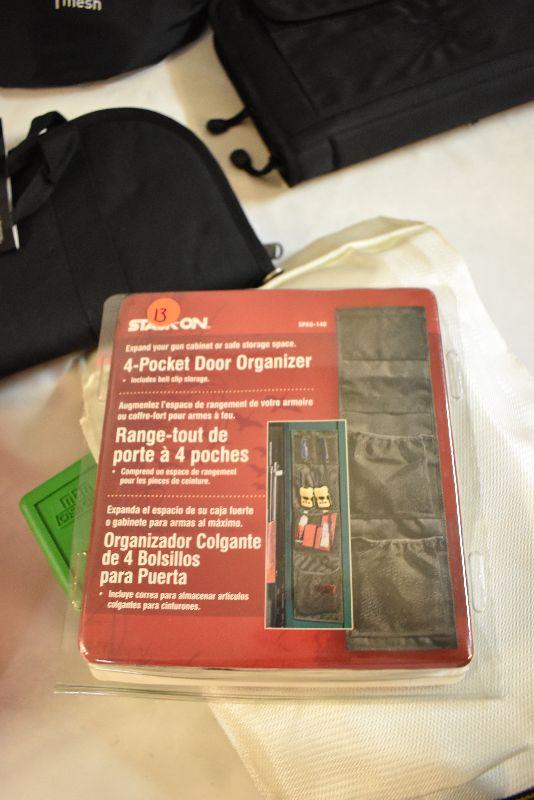 mesh
13
STACK-ON
SPAO-140
Expand your gun cabinet or safe storage space.
4-Pocket Door Organizer
• Includes belt clip storage.
Augmentez l'espace de rangement de votre armoire
ou coffre-fort pour armes à feu.
Range-tout de
porte à 4 poches
• Comprend un espace de rangement
pour les pinces de ceinture.
Expanda el espacio de su caja fuerte
o gabinete para armas al máximo.
Organizador Colgante
de 4 Bolsillos
para Puerta
• Incluye correa para almacenar artículos
colgantes para cinturones.